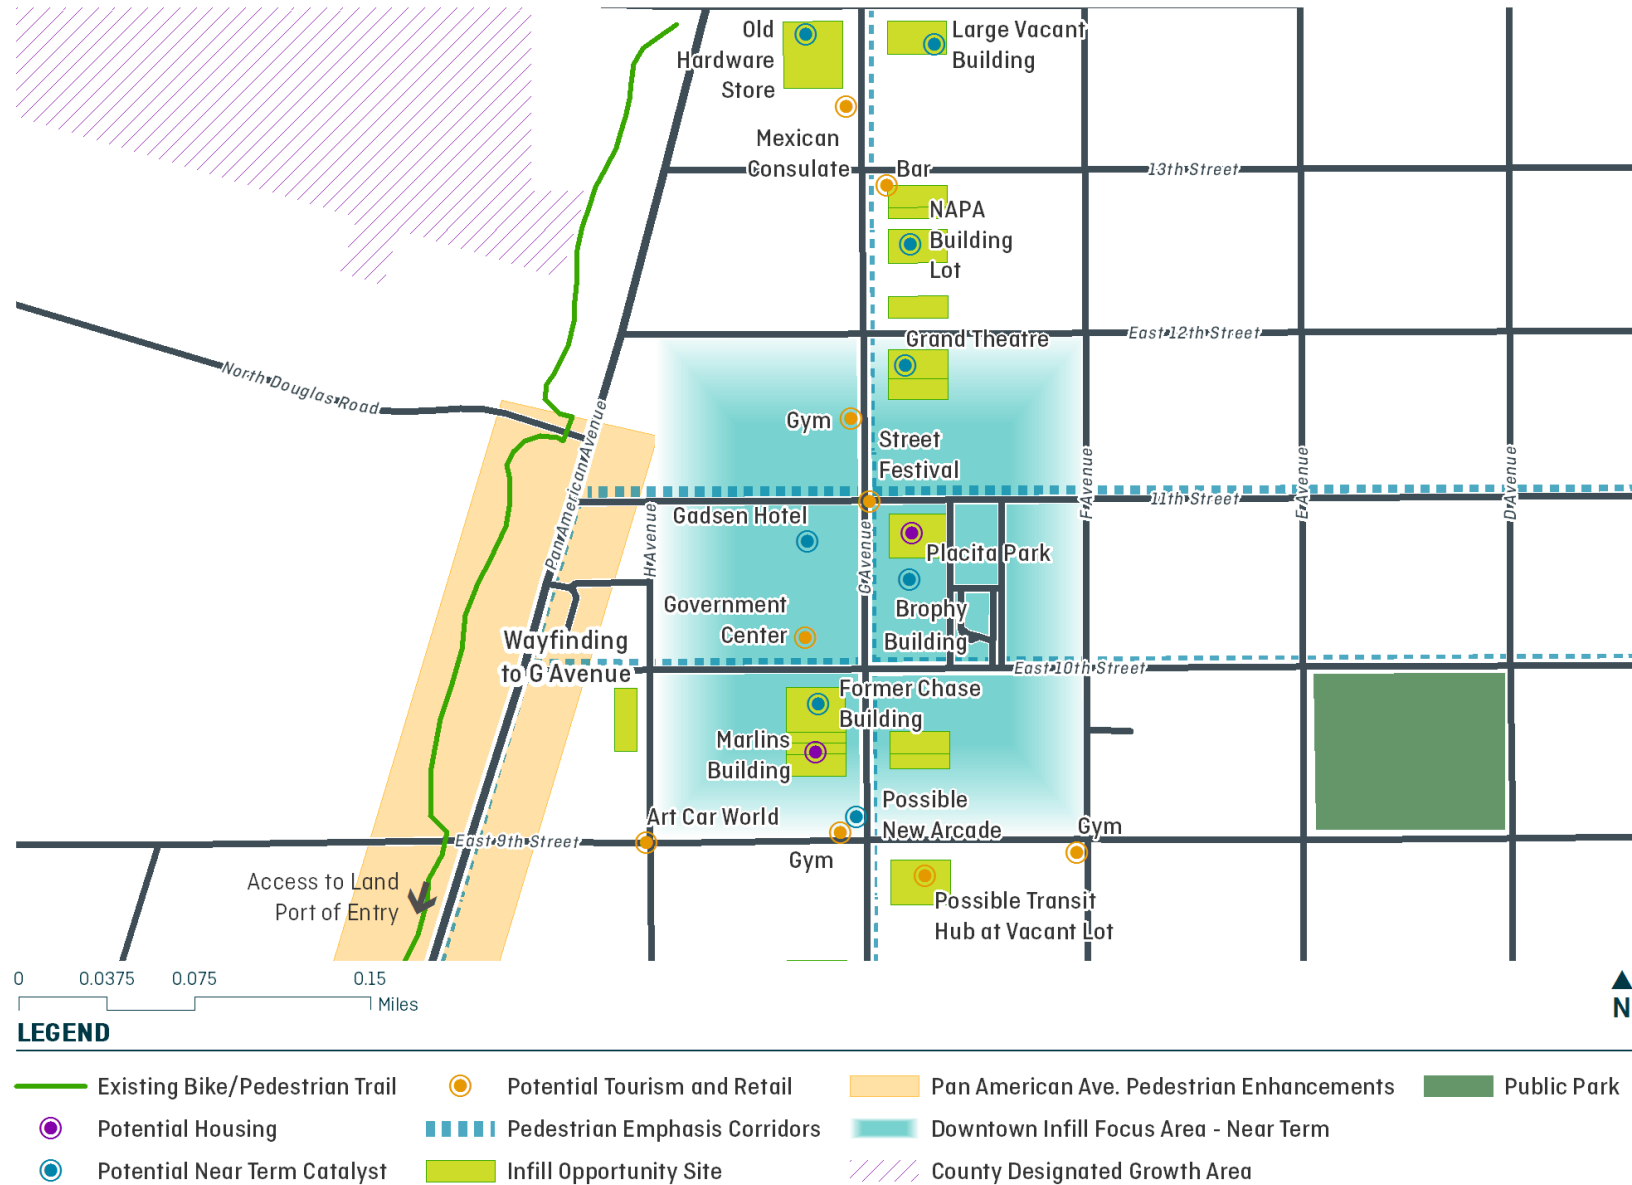 Old
Hardware
Store
Large Vacant
Building
Mexican
Consulate
Bar
13th Street
NAPA
Building
Lot
Grand Theatre
East 12th Street
North Douglas Road
Pan American Avenue
Gym
Street
Festival
11th Street
H Avenue
G Avenue
F Avenue
E Avenue
D Avenue
Gadsen Hotel
Placita Park
Government
Center
Brophy
Building
Wayfinding
to G Avenue
East 10th Street
Former Chase
Building
Marlins
Building
Art Car World
Possible
New Arcade
Gym
Gym
East 9th Street
Access to Land
Port of Entry
Possible Transit
Hub at Vacant Lot
0 0.0375 0.075 0.15
Miles
N
LEGEND
Existing Bike/Pedestrian Trail
Potential Tourism and Retail
Pan American Ave. Pedestrian Enhancements
Public Park
Potential Housing
Pedestrian Emphasis Corridors
Downtown Infill Focus Area - Near Term
Potential Near Term Catalyst
Infill Opportunity Site
County Designated Growth Area